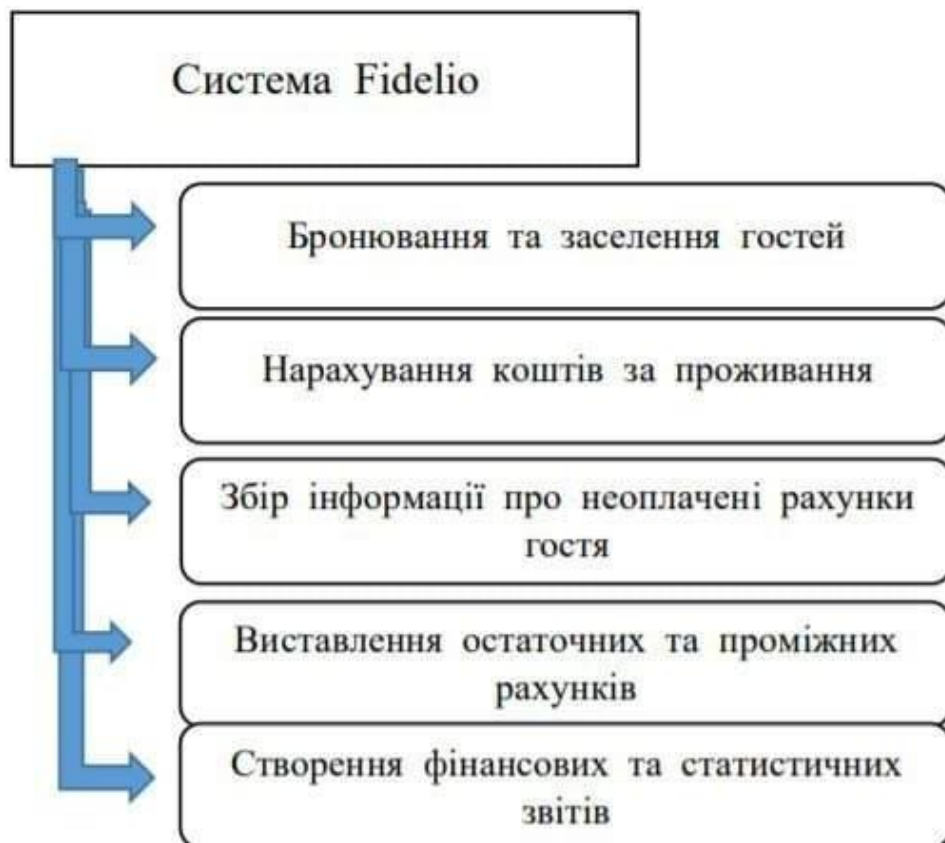 Система Fidelio
Бронювання та заселення гостей
Нарахування коштів за проживання
Збір інформації про неоплачені рахунки
гостя
Виставлення остаточних та проміжних
рахунків
Створення фінансових та статистичних
звітів